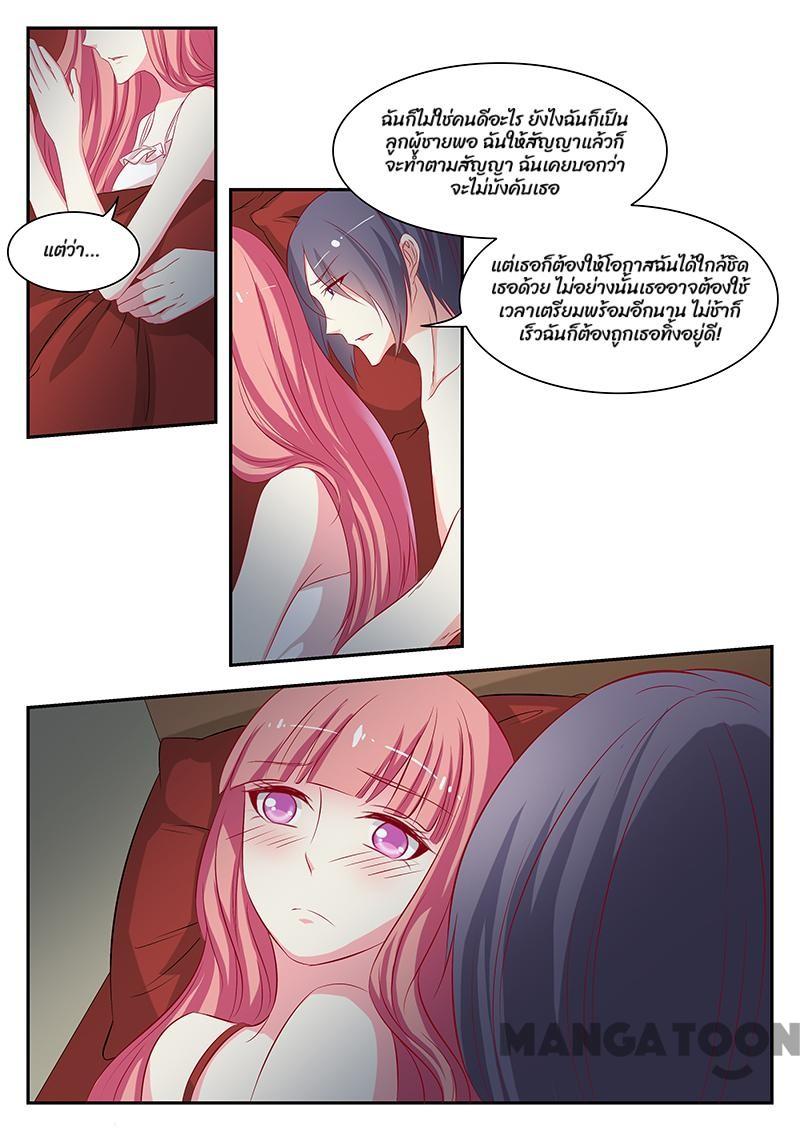 ฉันก็ไม่ใช่คนดีอะไร ยังไงฉันก็เป็น
ลูกผู้ชายพอ ฉันให้สัญญาแล้วก็
จะทำตามสัญญา ฉันเคยบอกว่า
จะไม่บังคับเธอ
แต่ว่า...
แต่เธอก็ต้องให้โอกาสฉันได้ใกล้ชิด
เธอด้วย ไม่อย่างนั้นเธออาจต้องใช้
เวลาเตรียมพร้อมอีกนาน ไม่ช้าก็
เร็วฉันก็ต้องถูกเธอทิ้งอยู่ดี!
MANGATOON